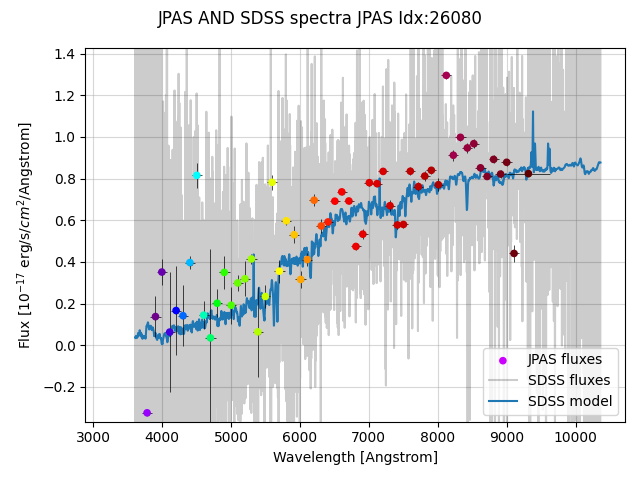 JPAS AND SDSS spectra JPAS Idx:26080
1.4
1.2
1.0
0.8
0.6
0.4
0.2
0.0
−0.2
Flux [10⁻¹⁷ erg/s/cm²/Angstrom]
JPAS fluxes
SDSS fluxes
SDSS model
3000 4000 5000 6000 7000 8000 9000 10000
Wavelength [Angstrom]